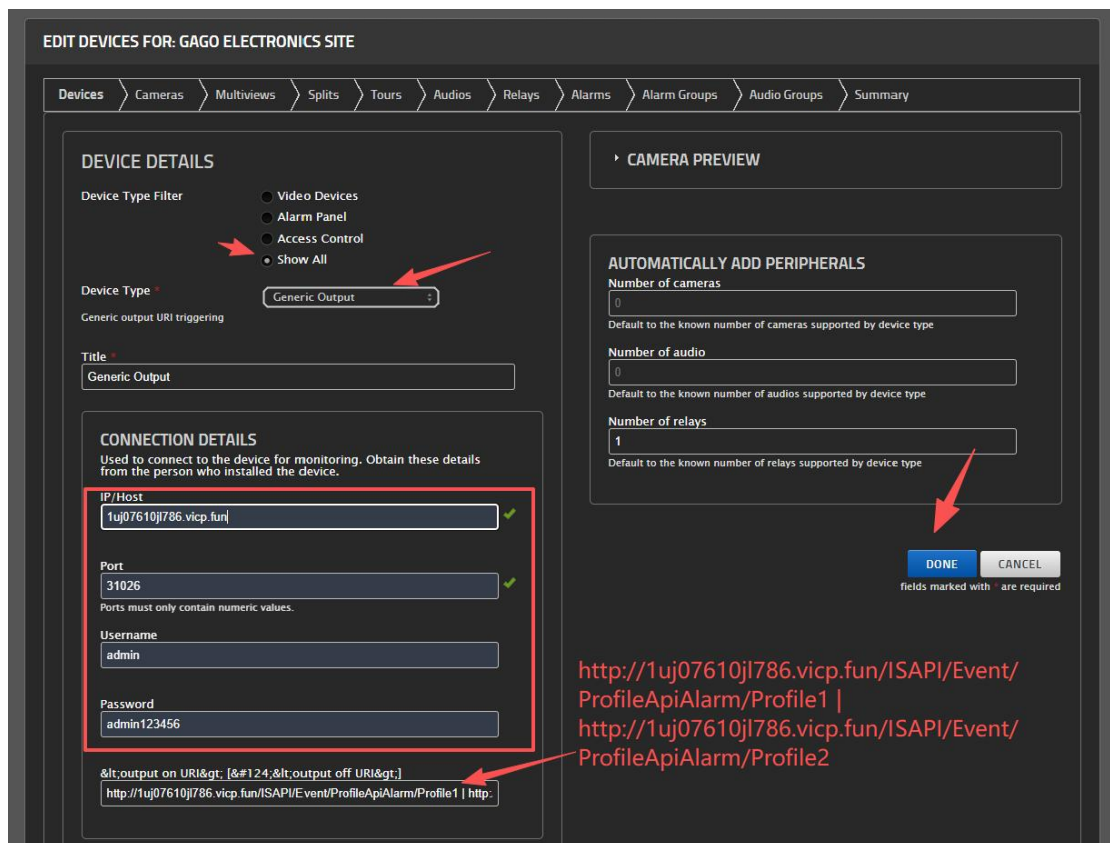 EDIT DEVICES FOR: GAGO ELECTRONICS SITE
Devices
Cameras
Multiviews
Splits
Tours
Audios
Relays
Alarms
Alarm Groups
Audio Groups
Summary
DEVICE DETAILS
Device Type Filter
Video Devices
Alarm Panel
Access Control
Show All
Device Type *
Generic Output
Generic output URI triggering
Title *
Generic Output
CONNECTION DETAILS
Used to connect to the device for monitoring. Obtain these details
from the person who installed the device.
IP/Host
1uj07610jl786.vicp.fun
Port
31026
Ports must only contain numeric values.
Username
admin
Password
admin123456
&lt;output on URI&gt; [&#124;&lt;output off URI&gt;]
http://1uj07610jl786.vicp.fun/ISAPI/Event/ProfileApiAlarm/Profile1 | http:
CAMERA PREVIEW
AUTOMATICALLY ADD PERIPHERALS
Number of cameras
0
Default to the known number of cameras supported by device type
Number of audio
0
Default to the known number of audios supported by device type
Number of relays
1
Default to the known number of relays supported by device type
DONE
CANCEL
fields marked with * are required
http://1uj07610jl786.vicp.fun/ISAPI/Event/
ProfileApiAlarm/Profile1 |
http://1uj07610jl786.vicp.fun/ISAPI/Event/
ProfileApiAlarm/Profile2